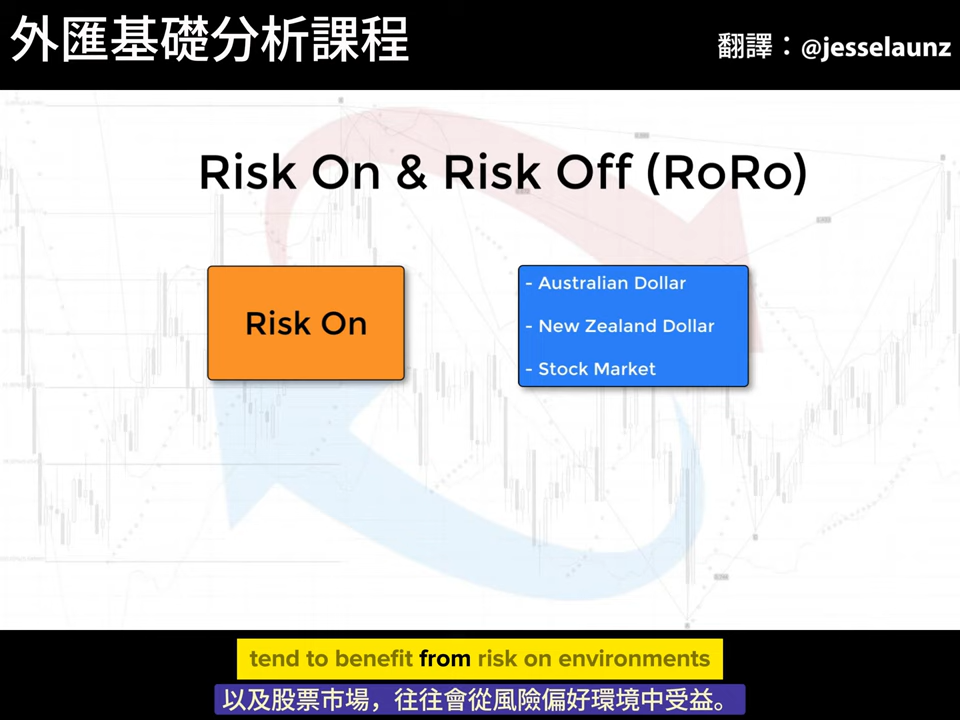 外匯基礎分析課程
翻譯：@jesselaunz
Risk On & Risk Off (RoRo)
Risk On
- Australian Dollar
- New Zealand Dollar
- Stock Market
tend to benefit from risk on environments
以及股票市場，往往會從風險偏好環境中受益。